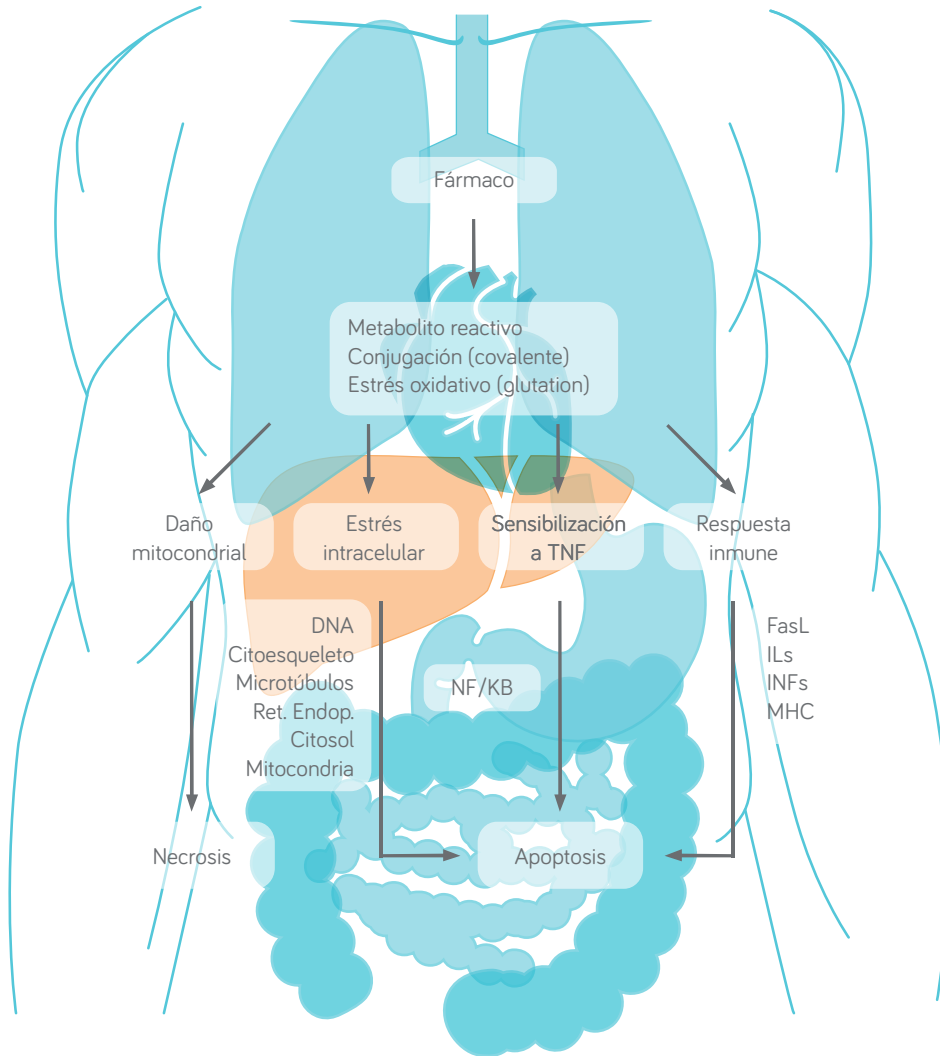 Fármaco
Metabolito reactivo
Conjugación (covalente)
Estrés oxidativo (glutation)
Daño
mitocondrial
Estrés
intracelular
Sensibilización
a TNF
Respuesta
inmune
DNA
Citoesqueleto
Microtúbulos
Ret. Endop.
Citosol
Mitocondria
NF/KB
FasL
ILs
INFs
MHC
Necrosis
Apoptosis